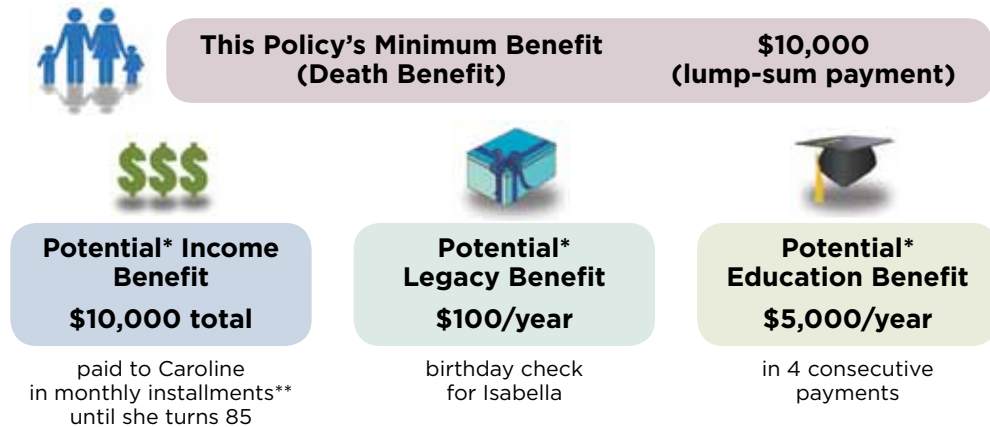 This Policy's Minimum Benefit
(Death Benefit)
$10,000
(lump-sum payment)
$$$
Potential* Income
Benefit
$10,000 total
paid to Caroline
in monthly installments**
until she turns 85
Potential*
Legacy Benefit
$100/year
birthday check
for Isabella
Potential*
Education Benefit
$5,000/year
in 4 consecutive
payments